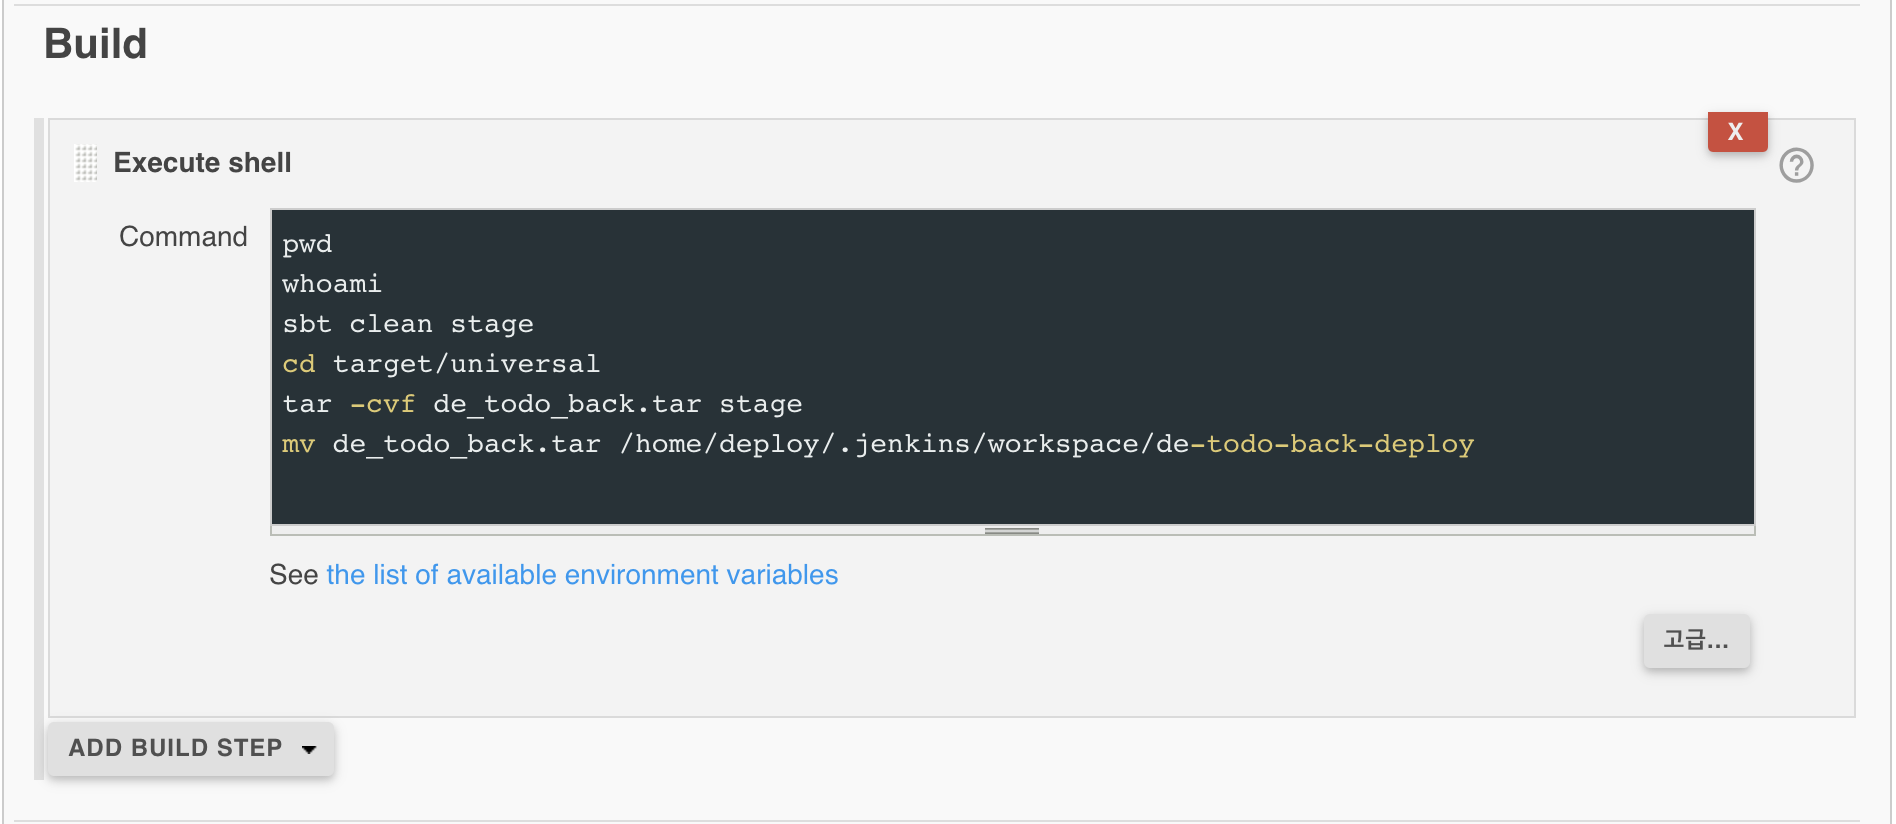 Build
X
Execute shell
Command
pwd
whoami
sbt clean stage
cd target/universal
tar -cvf de_todo_back.tar stage
mv de_todo_back.tar /home/deploy/.jenkins/workspace/de-todo-back-deploy
See the list of available environment variables
고급...
ADD BUILD STEP